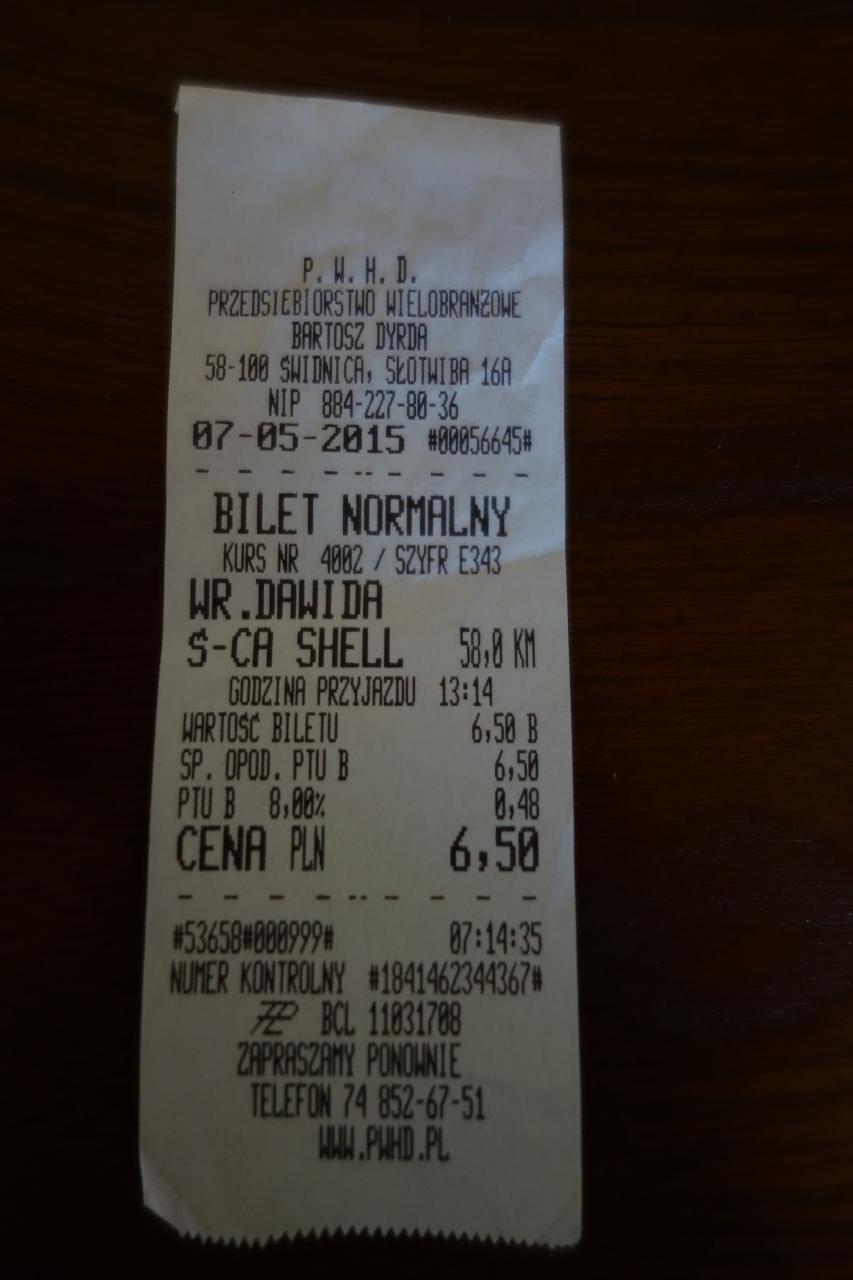 P. W. H. D.
PRZEDSIEBIORSTWO WIELOBRANŻOWE
BARTOSZ DYRDA
58-100 ŚWIDNICA, SŁOTWIBA 16A
NIP 884-227-80-36
07-05-2015 #00056645#
BILET NORMALNY
KURS NR 4002 / SZYFR E343
WR.DAWIDA
Ś-CA SHELL 58,0 KM
GODZINA PRZYJAZDU 13:14
WARTOŚĆ BILETU 6,50 B
SP. OPOD. PTU B 6,50
PTU B 8,00% 0,48
CENA PLN 6,50
#53658#000999# 07:14:35
NUMER KONTROLNY #1841462344367#
BCL 11031708
ZAPRASZAMY PONOWNIE
TELEFON 74 852-67-51
WWW.PWHD.PL